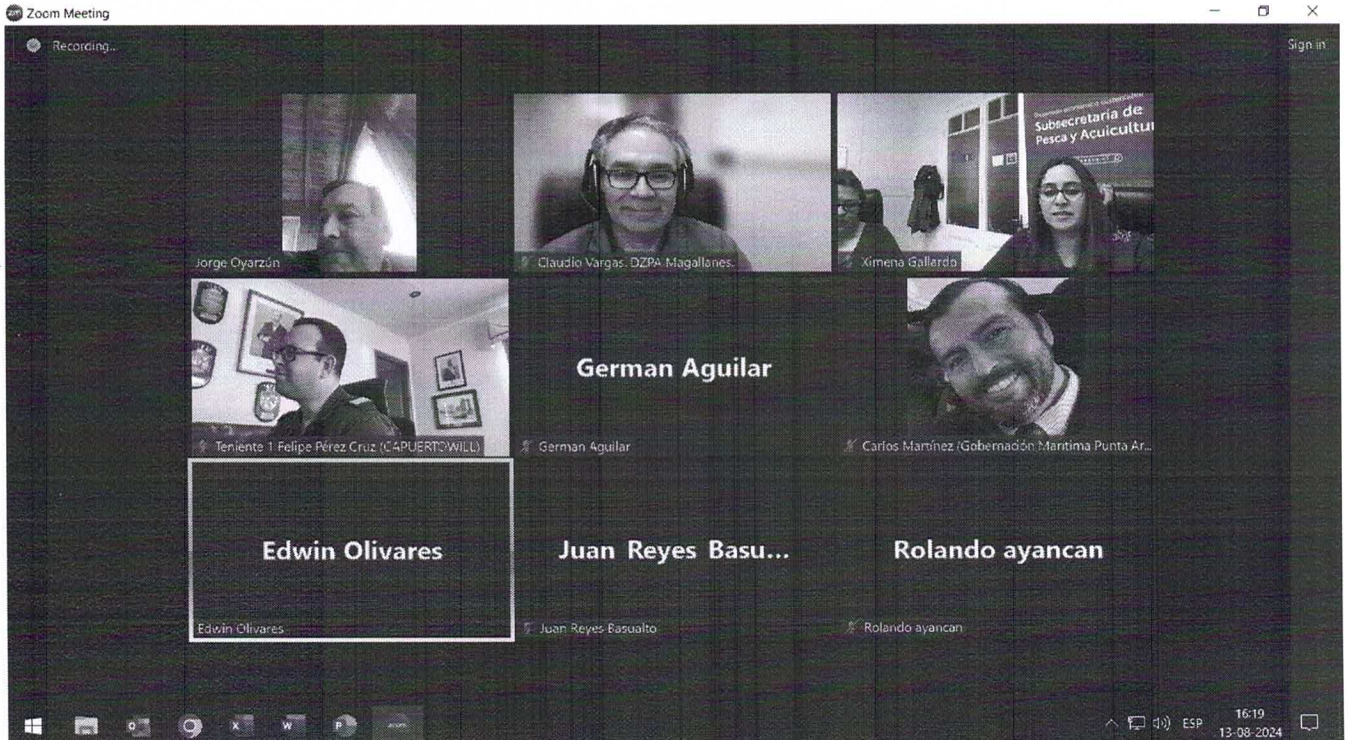 Zoom Meeting
Recording...
Sign in
Subsecretaría de
Pesca y Acuicultur
Jorge Oyarzún
Claudio Vargas. DZPA Magallanes.
Ximena Gallardo
German Aguilar
Teniente 1 Felipe Pérez Cruz (CAPUERTOWILL)
German Aguilar
Carlos Martínez /Gobernación Marítima Punta Ar...
Edwin Olivares
Juan Reyes Basu...
Rolando ayancan
Edwin Olivares
Juan Reyes Basualto
Rolando ayancan
zoom
ESP
16:19
13-08-2024